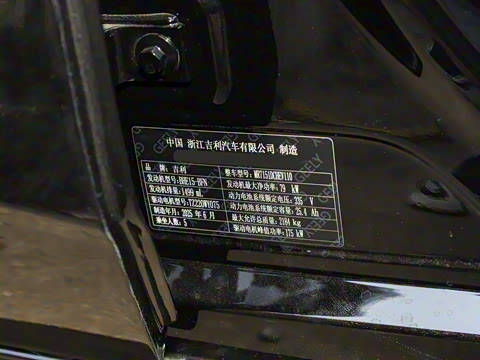 中国 浙江吉利汽车有限公司 制造
品牌：吉利 整车型号：MR7151DCHEV110
发动机型号：BHE15-BFN 发动机最大净功率：79 kW
发动机排量：1499 mL 动力电池系统额定电压：335 V
驱动电机型号：TZ220XY075 动力电池系统额定容量：25.4 Ah
制造年月：2025 年 6 月 最大允许总质量：2184 kg
乘坐人数：5 驱动电机峰值功率：175 kW
GEELY